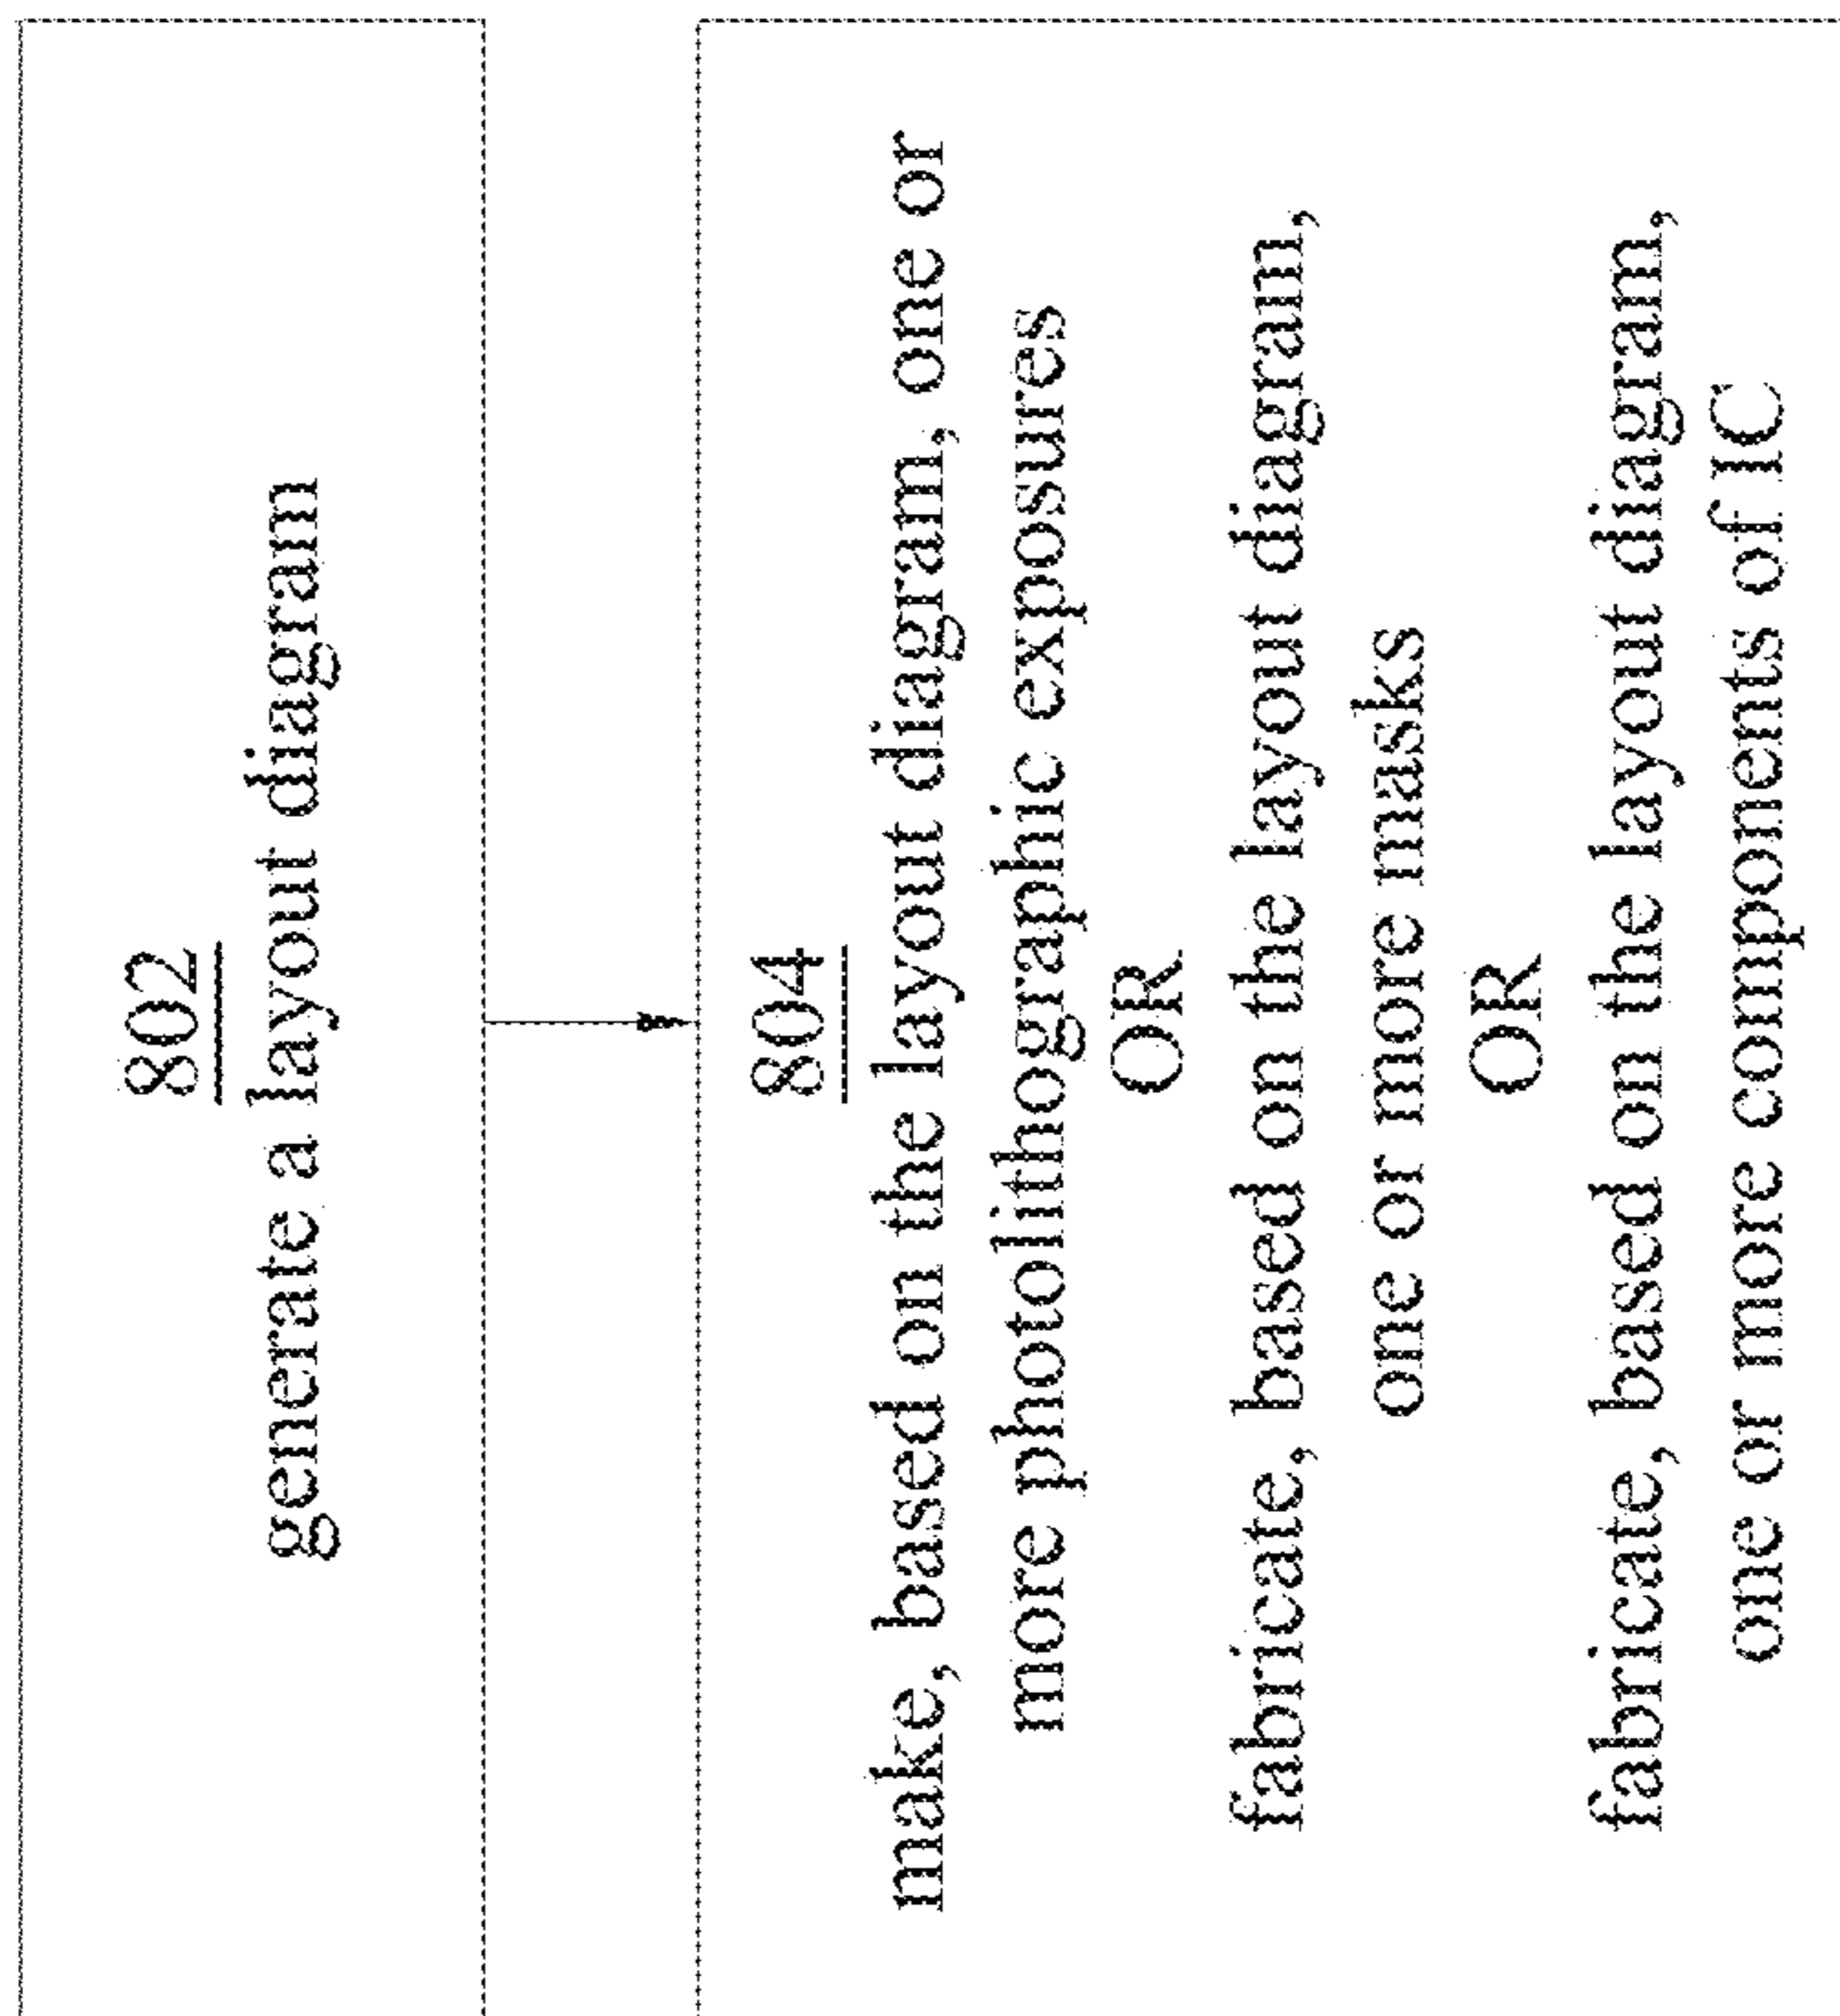 802
generate a layout diagram
804
make, based on the layout diagram, one or
more photolithographic exposures
OR
fabricate, based on the layout diagram,
one or more masks
OR
fabricate, based on the layout diagram,
one or more components of IC